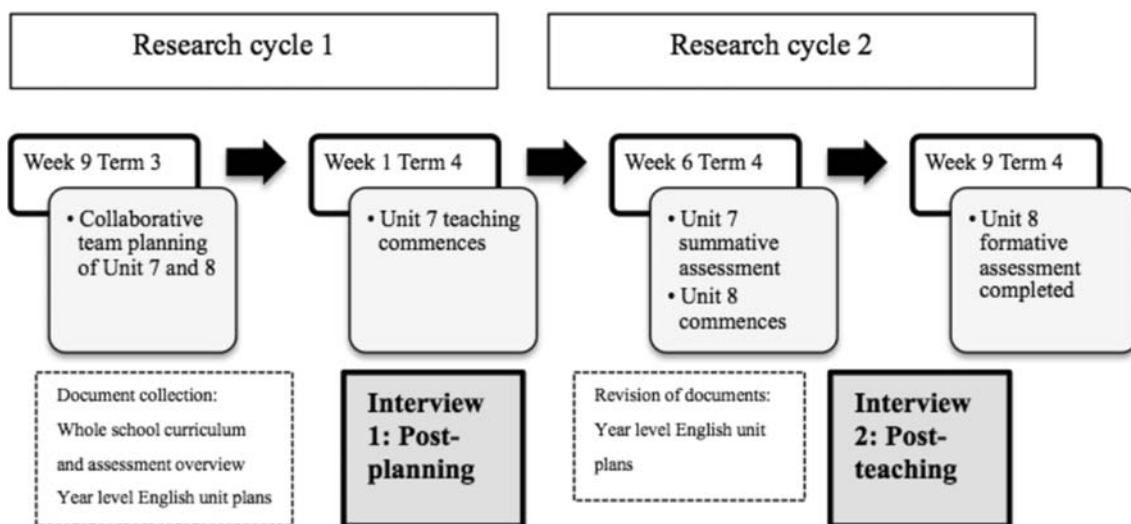 Research cycle 1
Research cycle 2
Week 9 Term 3
Week 1 Term 4
Week 6 Term 4
Week 9 Term 4
• Collaborative
team planning
of Unit 7 and 8
• Unit 7 teaching
commences
• Unit 7
summative
assessment
• Unit 8
commences
• Unit 8
formative
assessment
completed
Document collection:
Whole school curriculum
and assessment overview
Year level English unit plans
Interview
1: Post-
planning
Revision of documents:
Year level English unit
plans
Interview
2: Post-
teaching